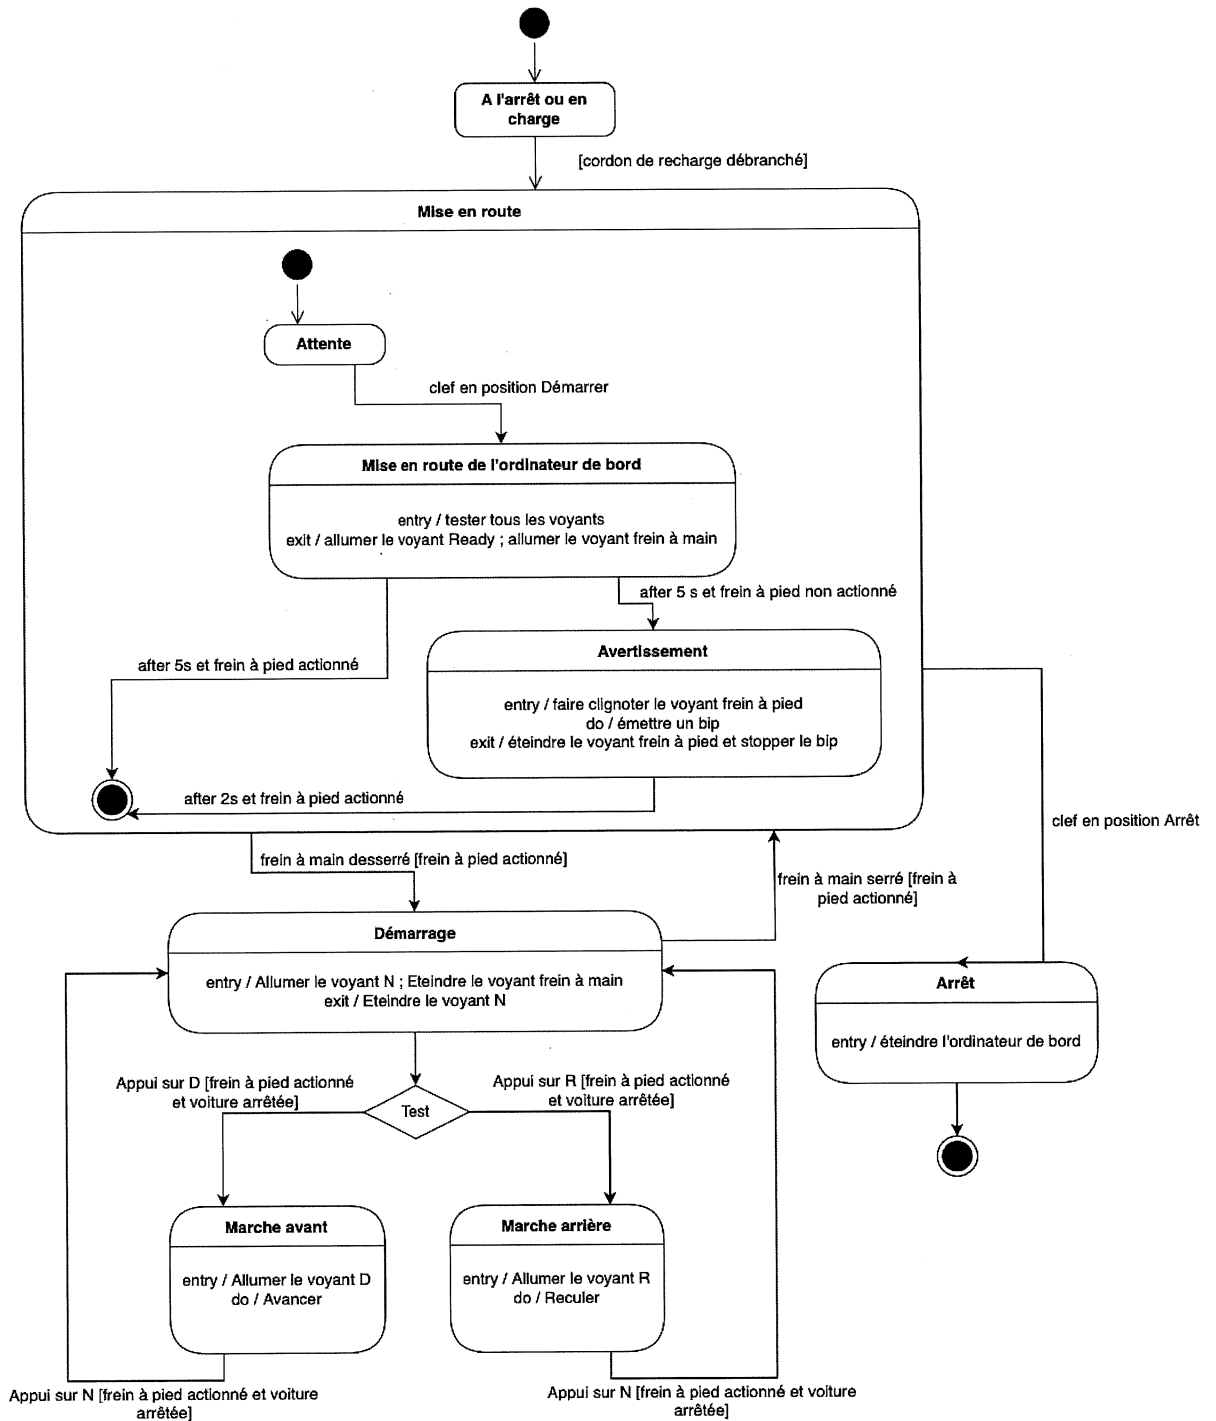 A l'arrêt ou en
charge
[cordon de recharge débranché]
Mise en route
Attente
clef en position Démarrer
Mise en route de l'ordinateur de bord
entry / tester tous les voyants
exit / allumer le voyant Ready ; allumer le voyant frein à main
after 5 s et frein à pied non actionné
after 5s et frein à pied actionné
Avertissement
entry / faire clignoter le voyant frein à pied
do / émettre un bip
exit / éteindre le voyant frein à pied et stopper le bip
after 2s et frein à pied actionné
clef en position Arrêt
frein à main desserré [frein à pied actionné]
frein à main serré [frein à
pied actionné]
Démarrage
entry / Allumer le voyant N ; Eteindre le voyant frein à main
exit / Eteindre le voyant N
Arrêt
entry / éteindre l'ordinateur de bord
Appui sur D [frein à pied actionné
et voiture arrêtée]
Test
Appui sur R [frein à pied actionné
et voiture arrêtée]
Marche avant
entry / Allumer le voyant D
do / Avancer
Marche arrière
entry / Allumer le voyant R
do / Reculer
Appui sur N [frein à pied actionné et voiture
arrêtée]
Appui sur N [frein à pied actionné et voiture
arrêtée]